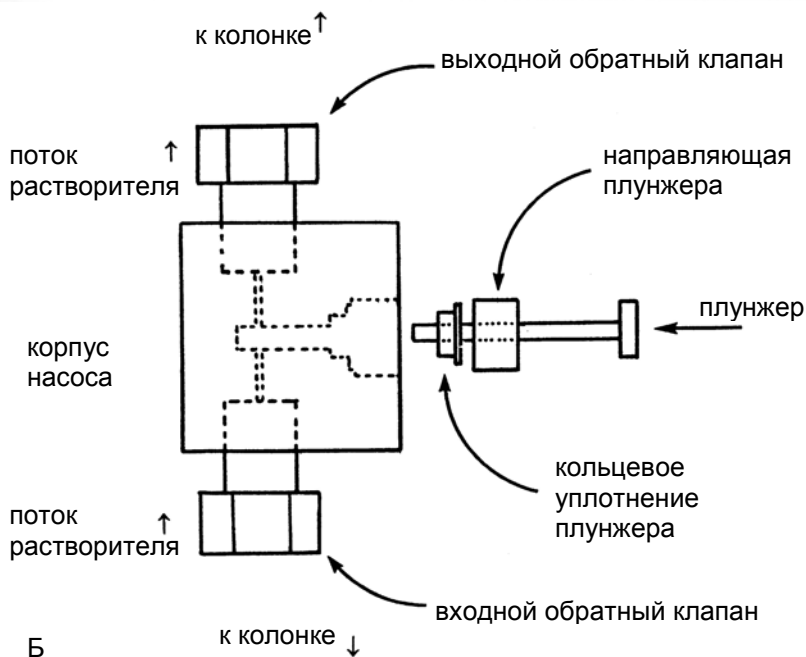 к колонке ↑
выходной обратный клапан
поток ↑
растворителя
направляющая
плунжера
плунжер
корпус
насоса
кольцевое
уплотнение
плунжера
поток ↑
растворителя
входной обратный клапан
к колонке ↓
Б